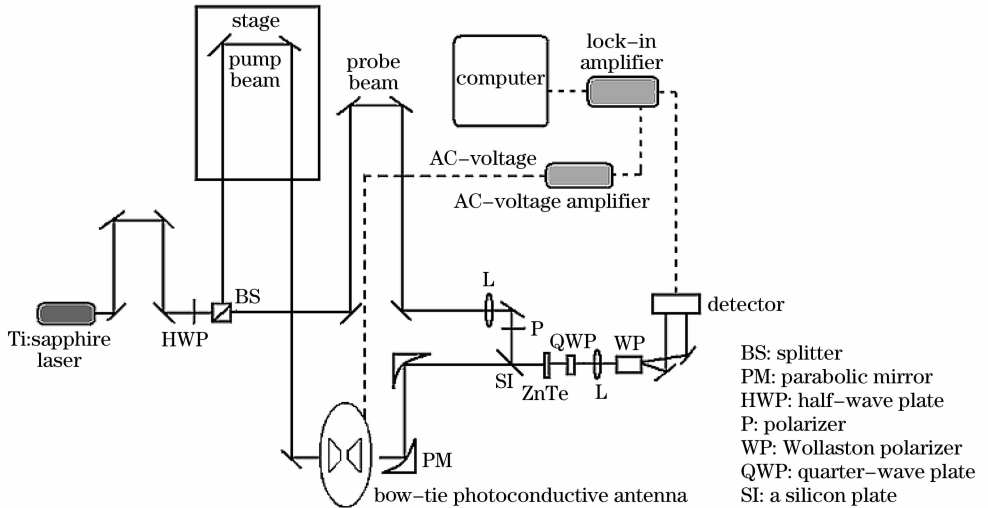 stage
pump
beam
probe
beam
computer
lock-in
amplifier
AC-voltage
AC-voltage amplifier
BS
Ti:sapphire
laser
HWP
L
P
SI
ZnTe
QWP
L
WP
detector
PM
bow-tie photoconductive antenna
BS: splitter
PM: parabolic mirror
HWP: half-wave plate
P: polarizer
WP: Wollaston polarizer
QWP: quarter-wave plate
SI: a silicon plate